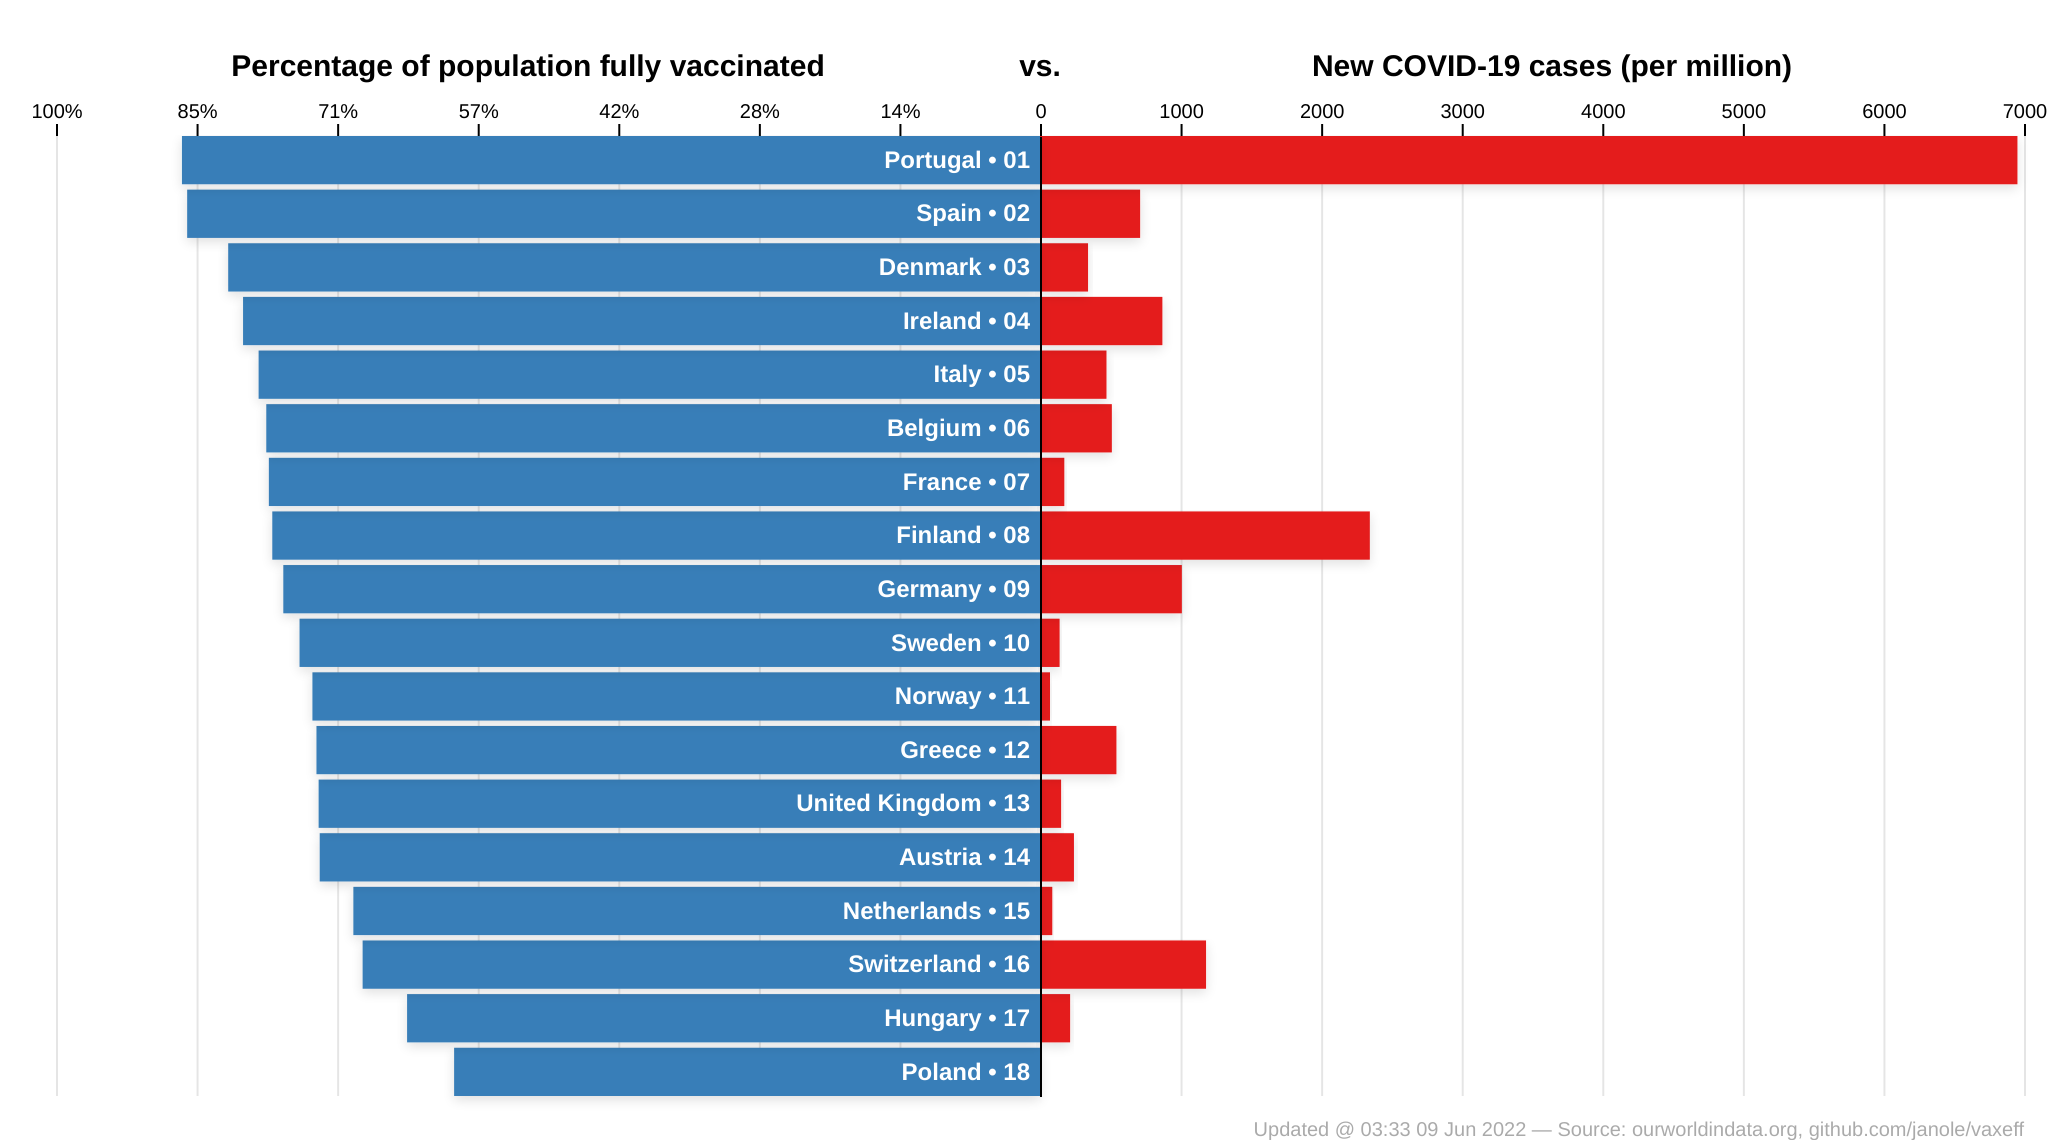 Percentage of population fully vaccinated vs. New COVID-19 cases (per million)
100% 85% 71% 57% 42% 28% 14% 0 1000 2000 3000 4000 5000 6000 7000
Portugal • 01
Spain • 02
Denmark • 03
Ireland • 04
Italy • 05
Belgium • 06
France • 07
Finland • 08
Germany • 09
Sweden • 10
Norway • 11
Greece • 12
United Kingdom • 13
Austria • 14
Netherlands • 15
Switzerland • 16
Hungary • 17
Poland • 18
Updated @ 03:33 09 Jun 2022 — Source: ourworldindata.org, github.com/janole/vaxeff